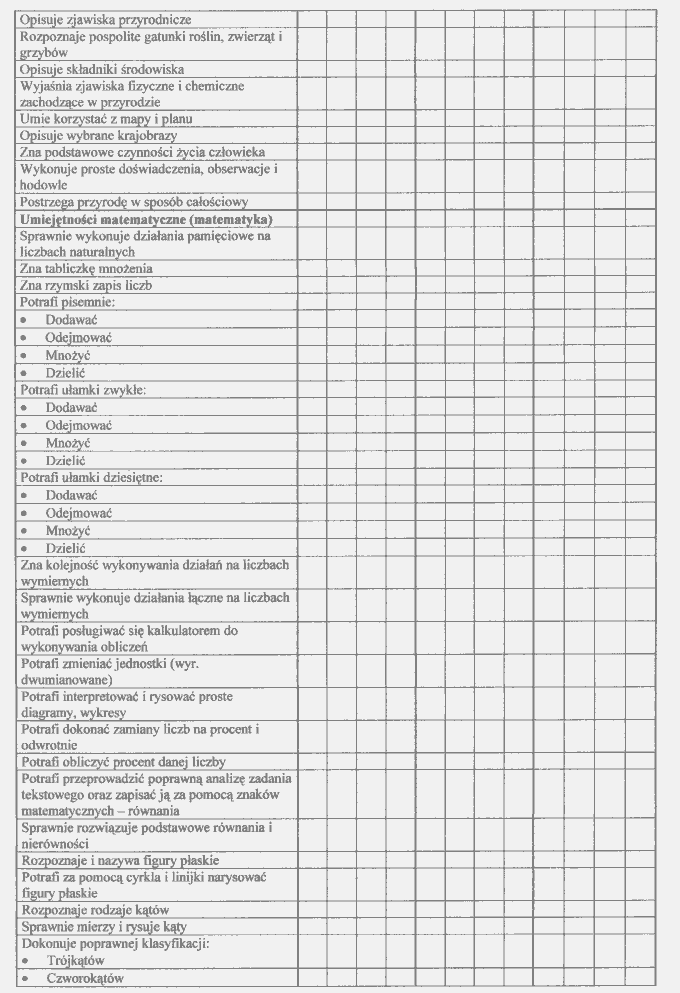 Opisuje zjawiska przyrodnicze
Rozpoznaje pospolite gatunki roślin, zwierząt i
grzybów
Opisuje składniki środowiska
Wyjaśnia zjawiska fizyczne i chemiczne
zachodzące w przyrodzie
Umie korzystać z mapy i planu
Opisuje wybrane krajobrazy
Zna podstawowe czynności życia człowieka
Wykonuje proste doświadczenia, obserwacje i
hodowle
Postrzega przyrodę w sposób całościowy
Umiejętności matematyczne (matematyka)
Sprawnie wykonuje działania pamięciowe na
liczbach naturalnych
Zna tabliczkę mnożenia
Zna rzymski zapis liczb
Potrafi pisemnie:
• Dodawać
• Odejmować
• Mnożyć
• Dzielić
Potrafi ułamki zwykłe:
• Dodawać
• Odejmować
• Mnożyć
• Dzielić
Potrafi ułamki dziesiętne:
• Dodawać
• Odejmować
• Mnożyć
• Dzielić
Zna kolejność wykonywania działań na liczbach
wymiernych
Sprawnie wykonuje działania łączne na liczbach
wymiernych
Potrafi posługiwać się kalkulatorem do
wykonywania obliczeń
Potrafi zmieniać jednostki (wyr.
dwumianowane)
Potrafi interpretować i rysować proste
diagramy, wykresy
Potrafi dokonać zamiany liczb na procent i
odwrotnie
Potrafi obliczyć procent danej liczby
Potrafi przeprowadzić poprawną analizę zadania
tekstowego oraz zapisać ją za pomocą znaków
matematycznych – równania
Sprawnie rozwiązuje podstawowe równania i
nierówności
Rozpoznaje i nazywa figury płaskie
Potrafi za pomocą cyrkla i linijki narysować
figury płaskie
Rozpoznaje rodzaje kątów
Sprawnie mierzy i rysuje kąty
Dokonuje poprawnej klasyfikacji:
• Trójkątów
• Czworokątów